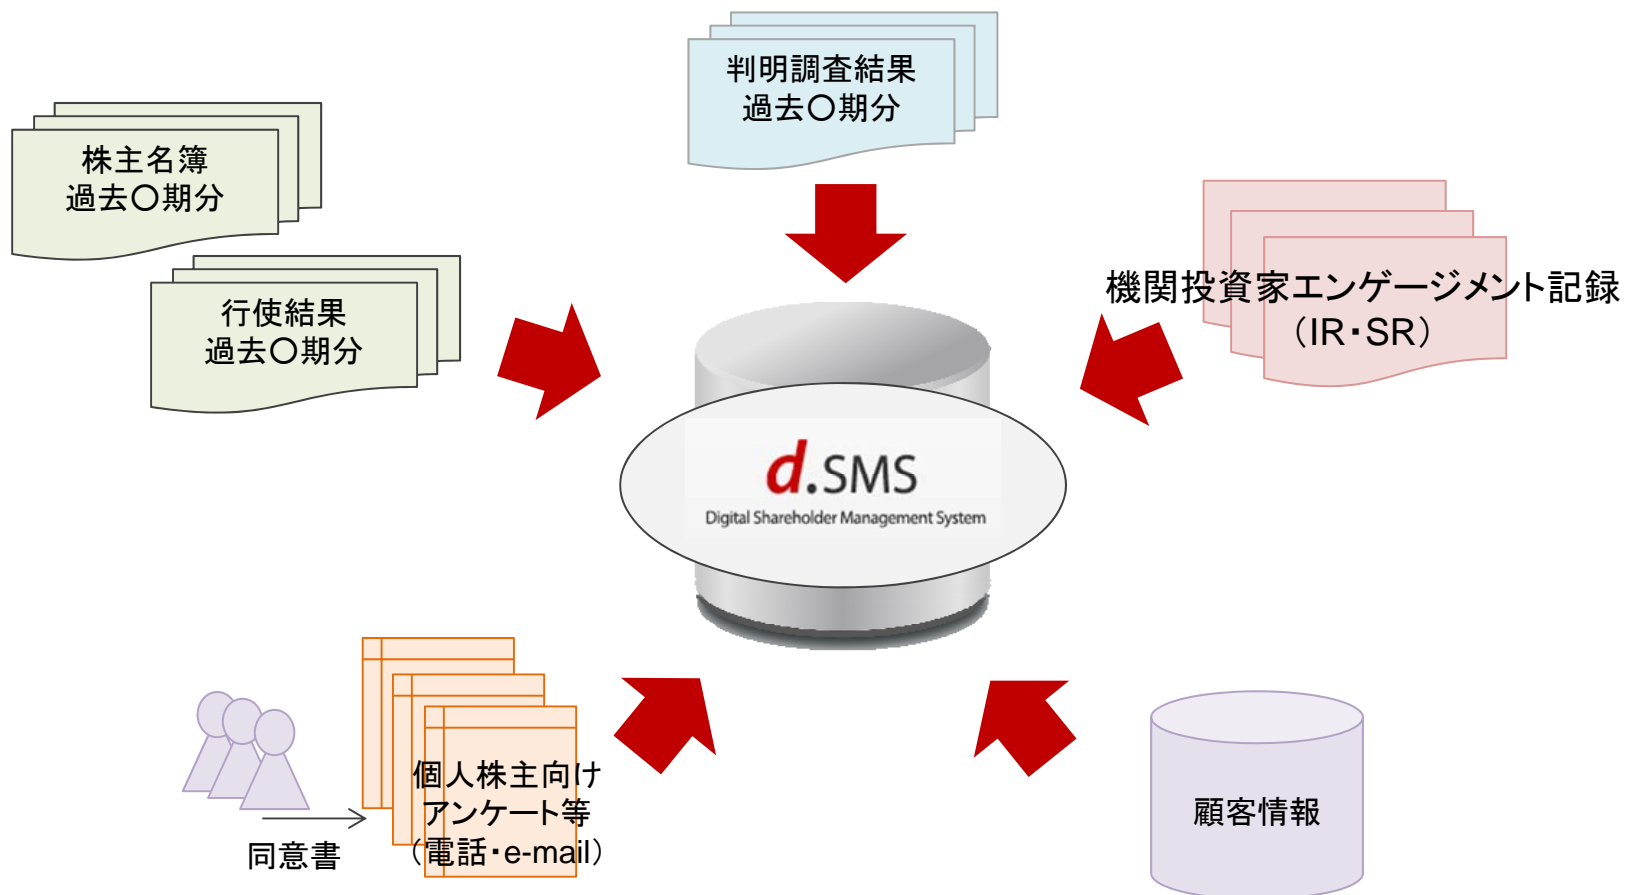 判明調査結果
過去○期分
株主名簿
過去○期分
行使結果
過去○期分
機関投資家エンゲージメント記録
（IR・SR）
d.SMS
Digital Shareholder Management System
個人株主向け
アンケート等
（電話・e-mail）
同意書
顧客情報